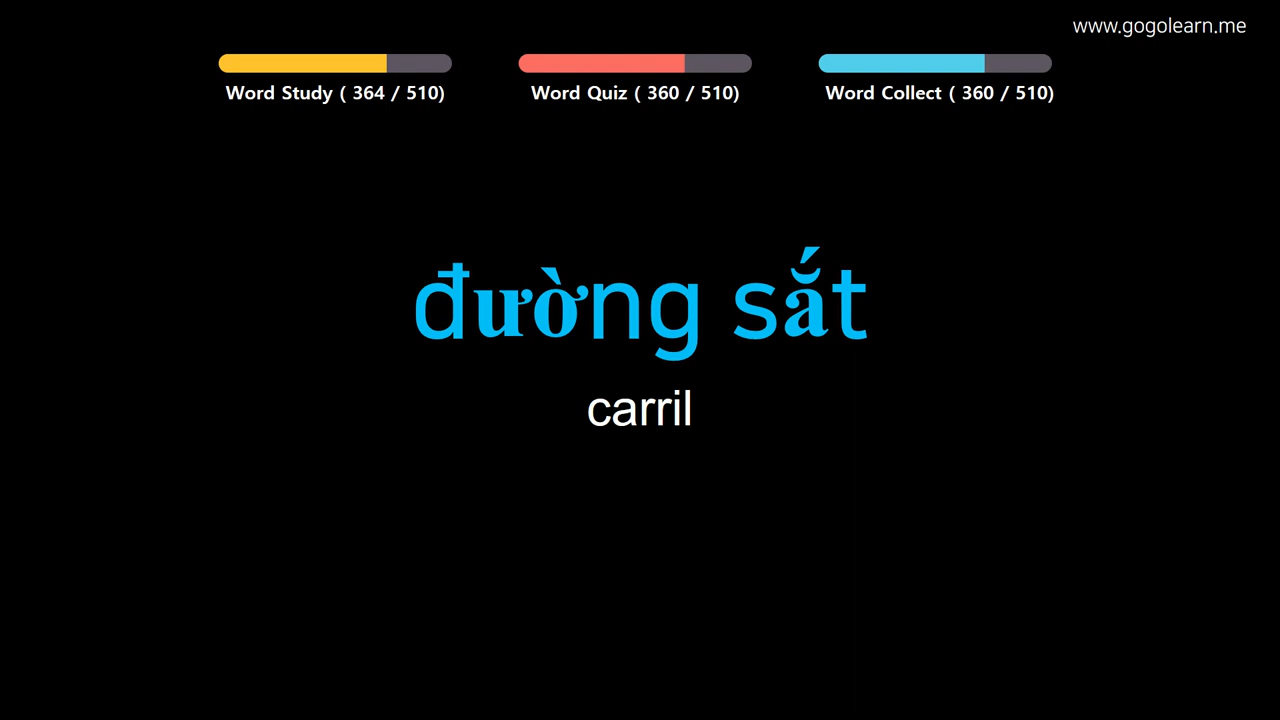 www.gogolearn.me
Word Study ( 364 / 510)
Word Quiz ( 360 / 510)
Word Collect ( 360 / 510)
đường sắt
carril